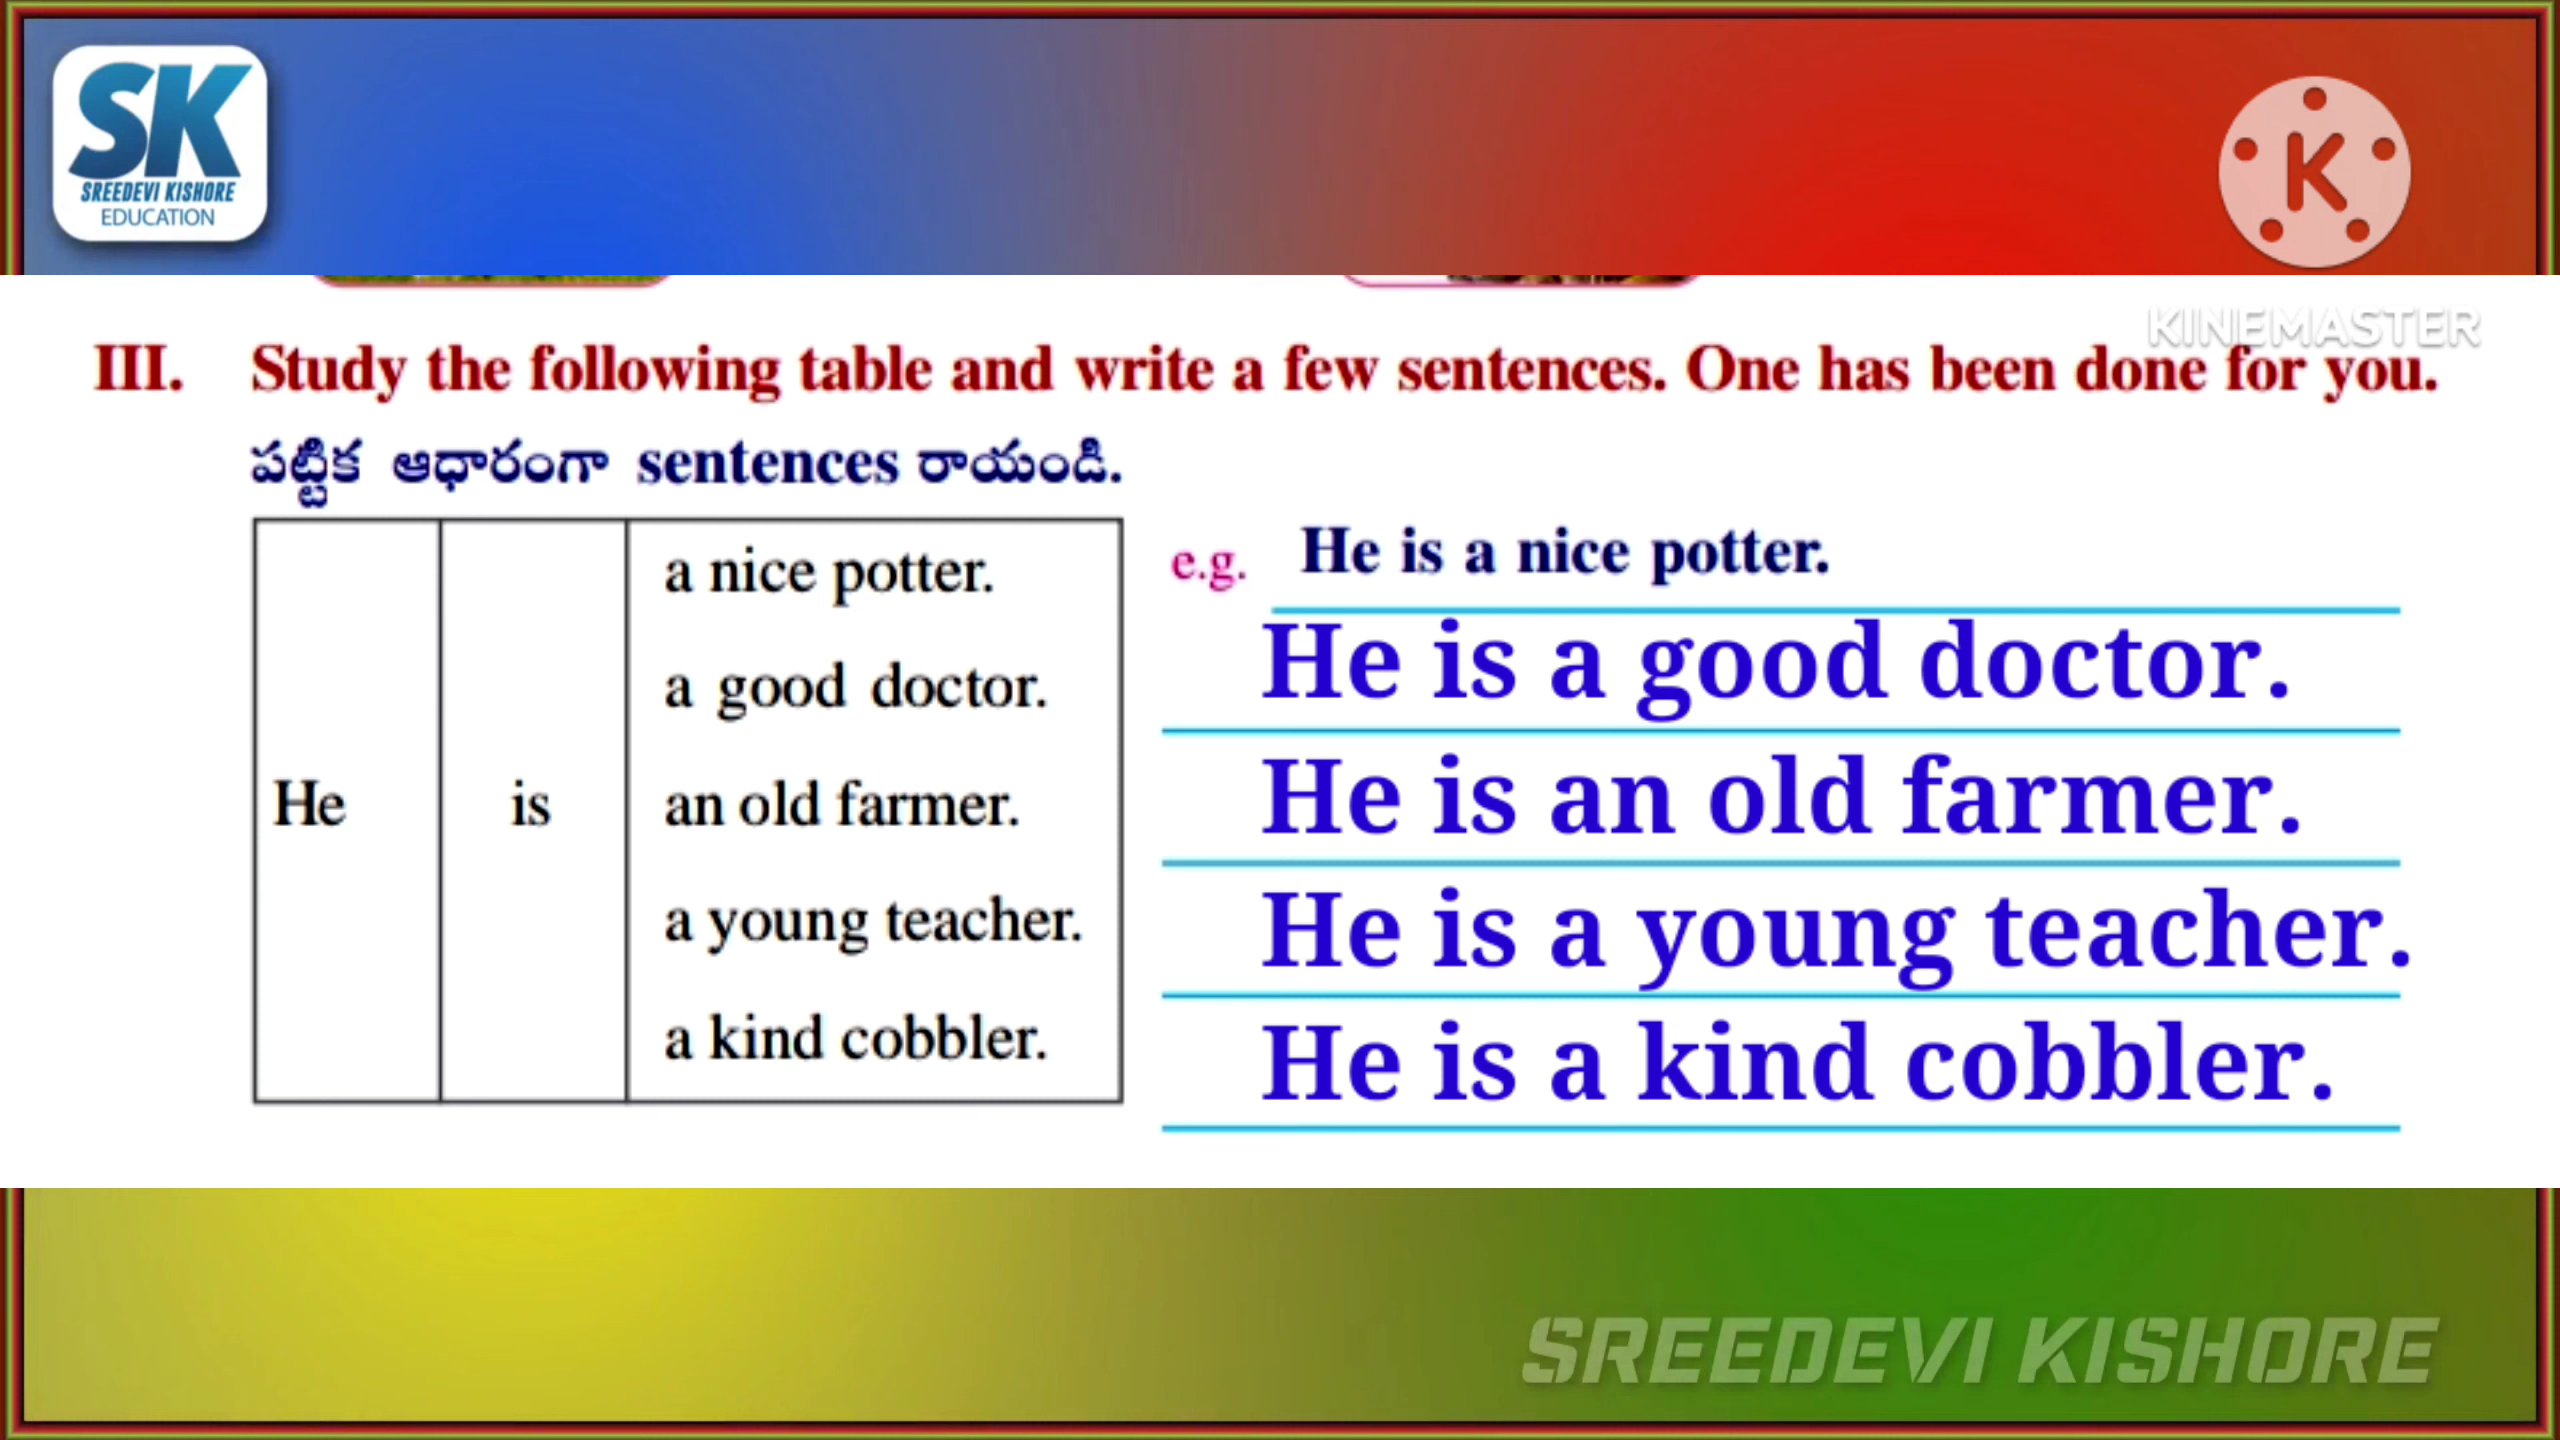 SK
SREEDEVI KISHORE
EDUCATION
K
KINEMASTER
III. Study the following table and write a few sentences. One has been done for you.
పట్టిక ఆధారంగా sentences రాయండి.
He
is
a nice potter.
a good doctor.
an old farmer.
a young teacher.
a kind cobbler.
e.g. He is a nice potter.
He is a good doctor.
He is an old farmer.
He is a young teacher.
He is a kind cobbler.
SREEDEVI KISHORE